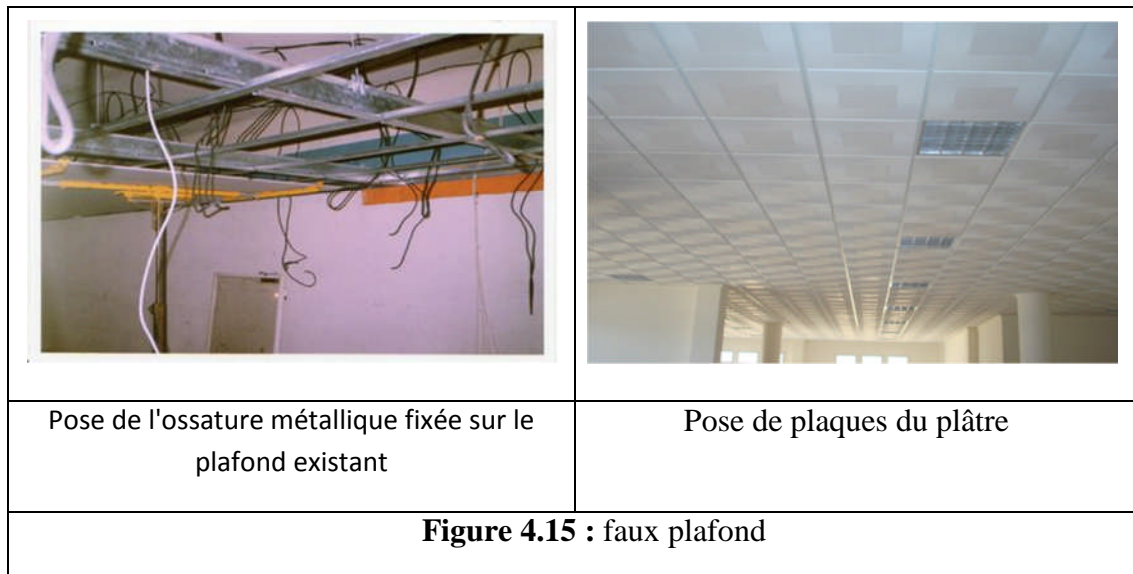 Pose de l'ossature métallique fixée sur le
plafond existant
Pose de plaques du plâtre
Figure 4.15 : faux plafond